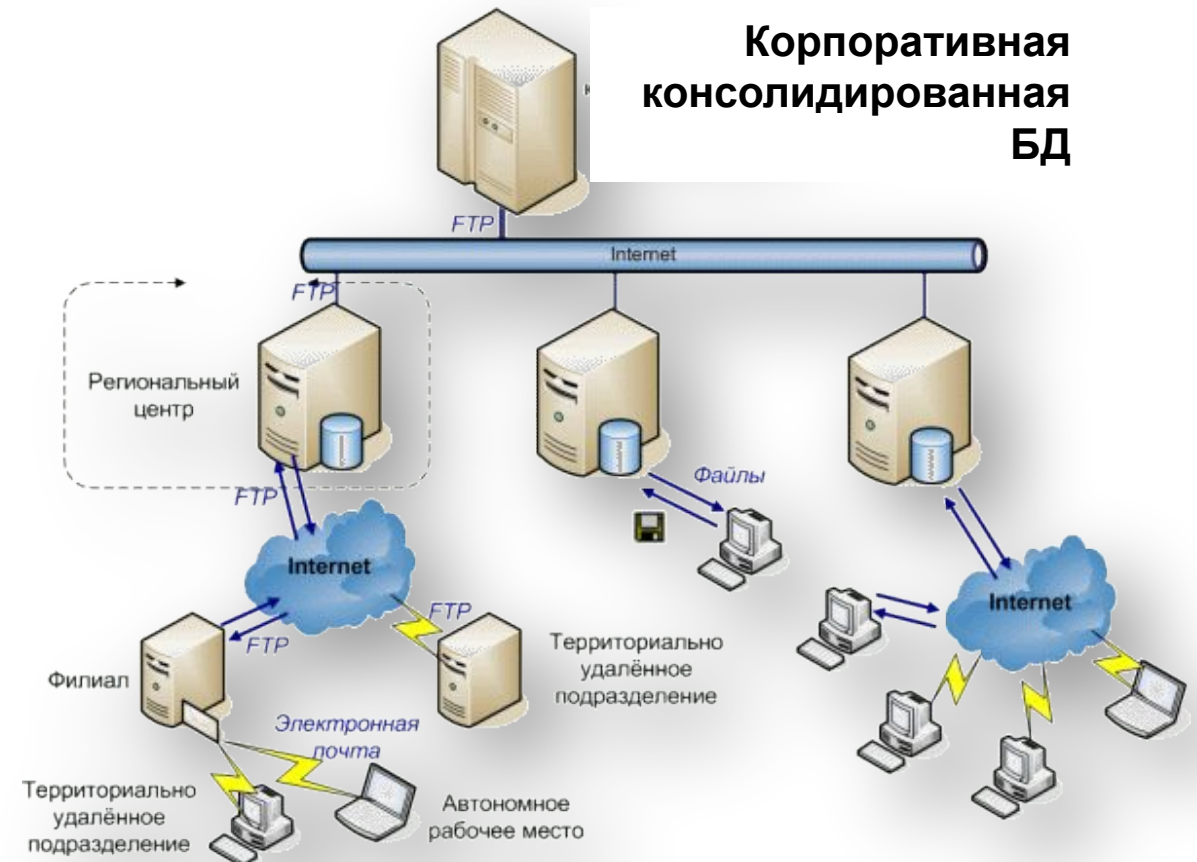 Корпоративная
консолидированная
БД
FTP
Internet
FTP
Региональный
центр
FTP
Файлы
Internet
Internet
FTP
FTP
Филиал
Территориально
удалённое
подразделение
Электронная
почта
Территориально
удалённое
подразделение
Автономное
рабочее место